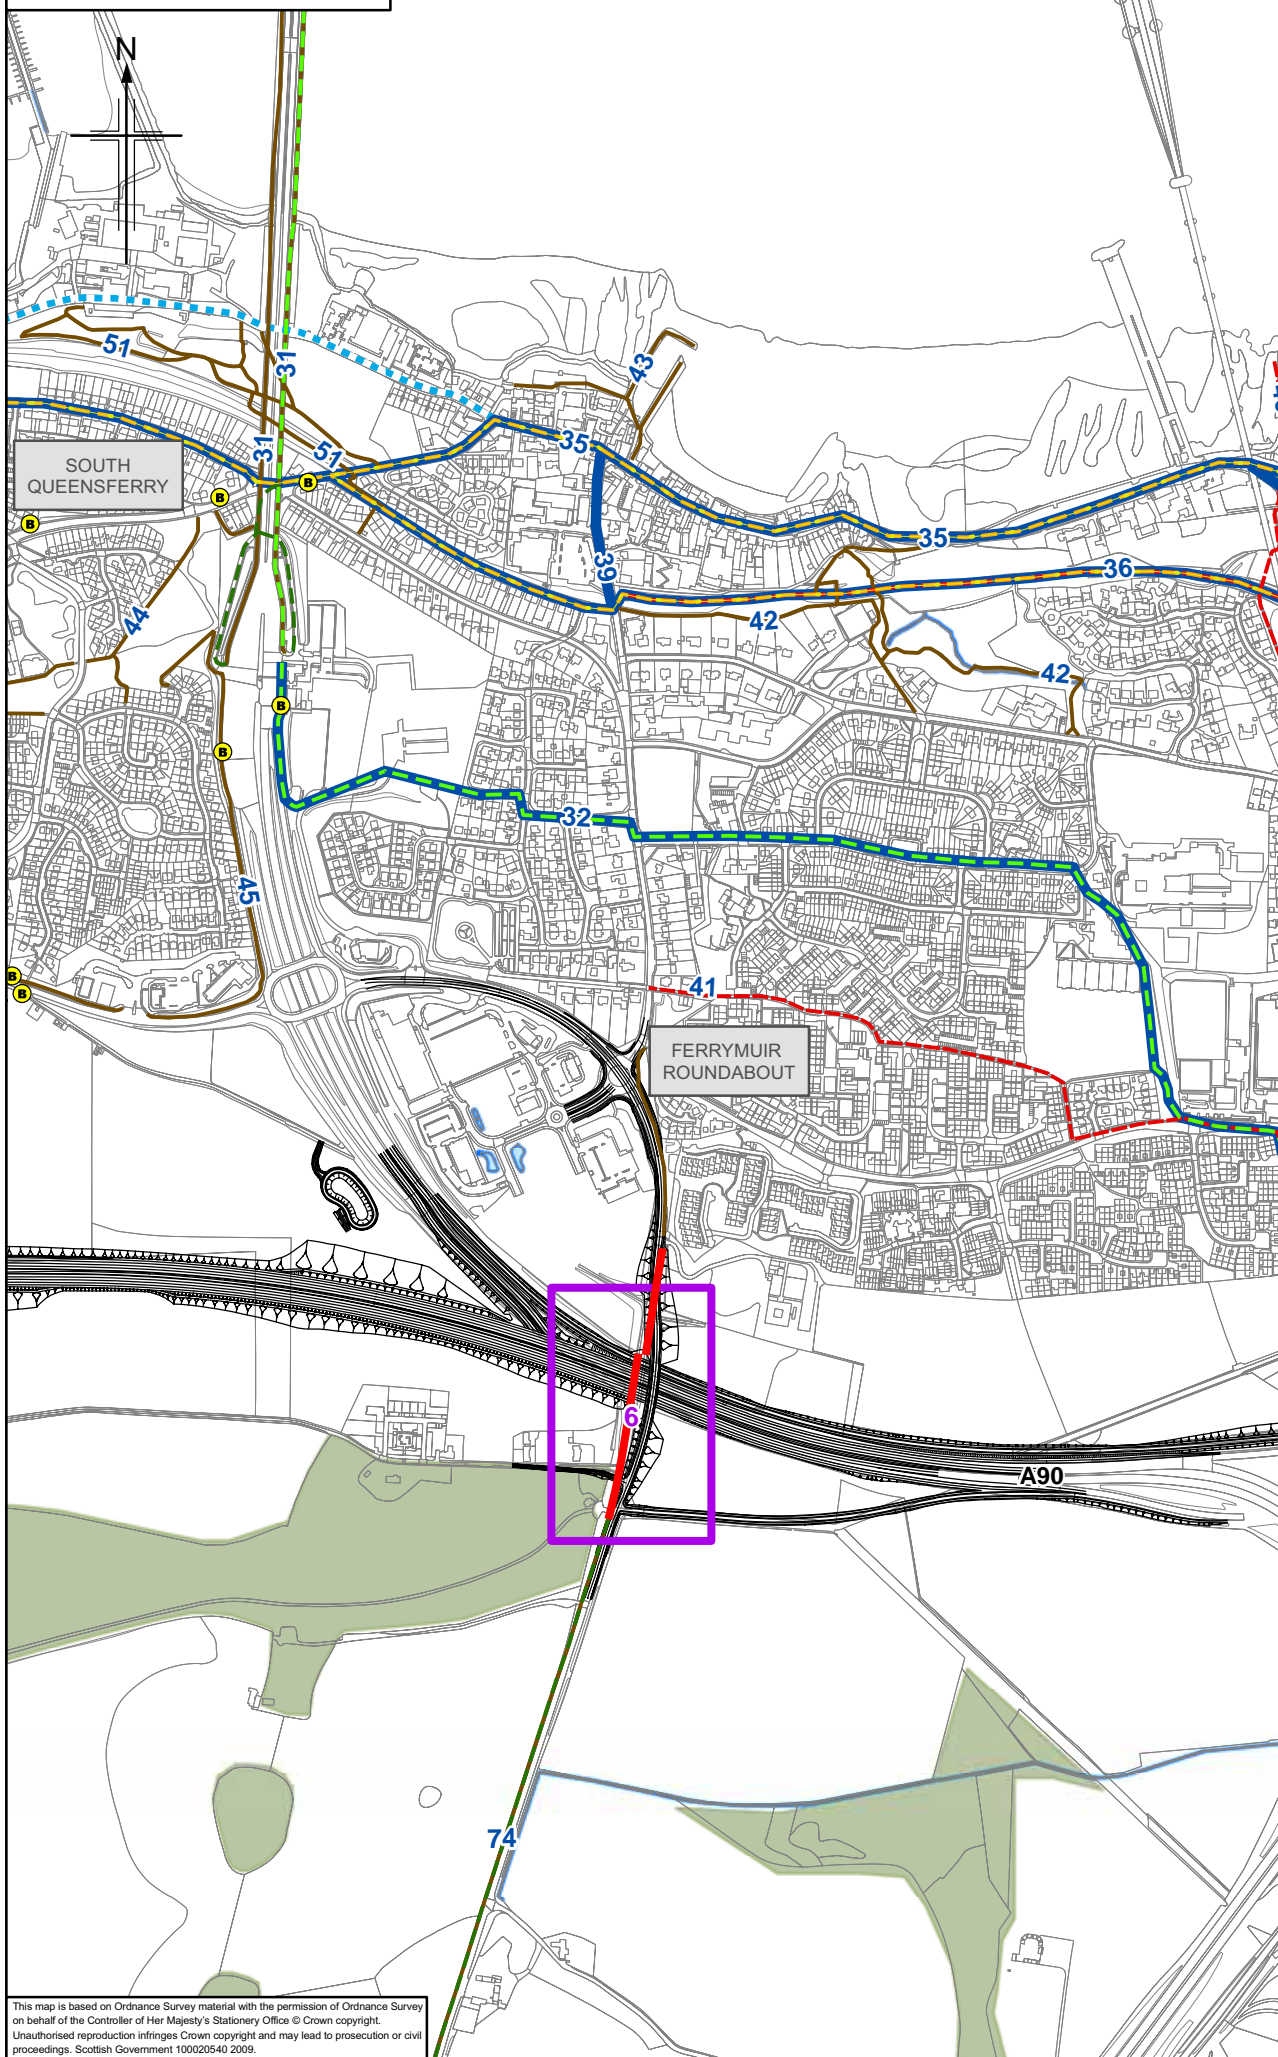 N
51
31
43
31
51
35
SOUTH
QUEENSFERRY
B
B
B
35
39
36
44
42
42
B
B
32
45
B
B
41
FERRYMUIR
ROUNDABOUT
6
A90
74
This map is based on Ordnance Survey material with the permission of Ordnance Survey
on behalf of the Controller of Her Majesty's Stationery Office © Crown copyright.
Unauthorised reproduction infringes Crown copyright and may lead to prosecution or civil
proceedings. Scottish Government 100020540 2009.